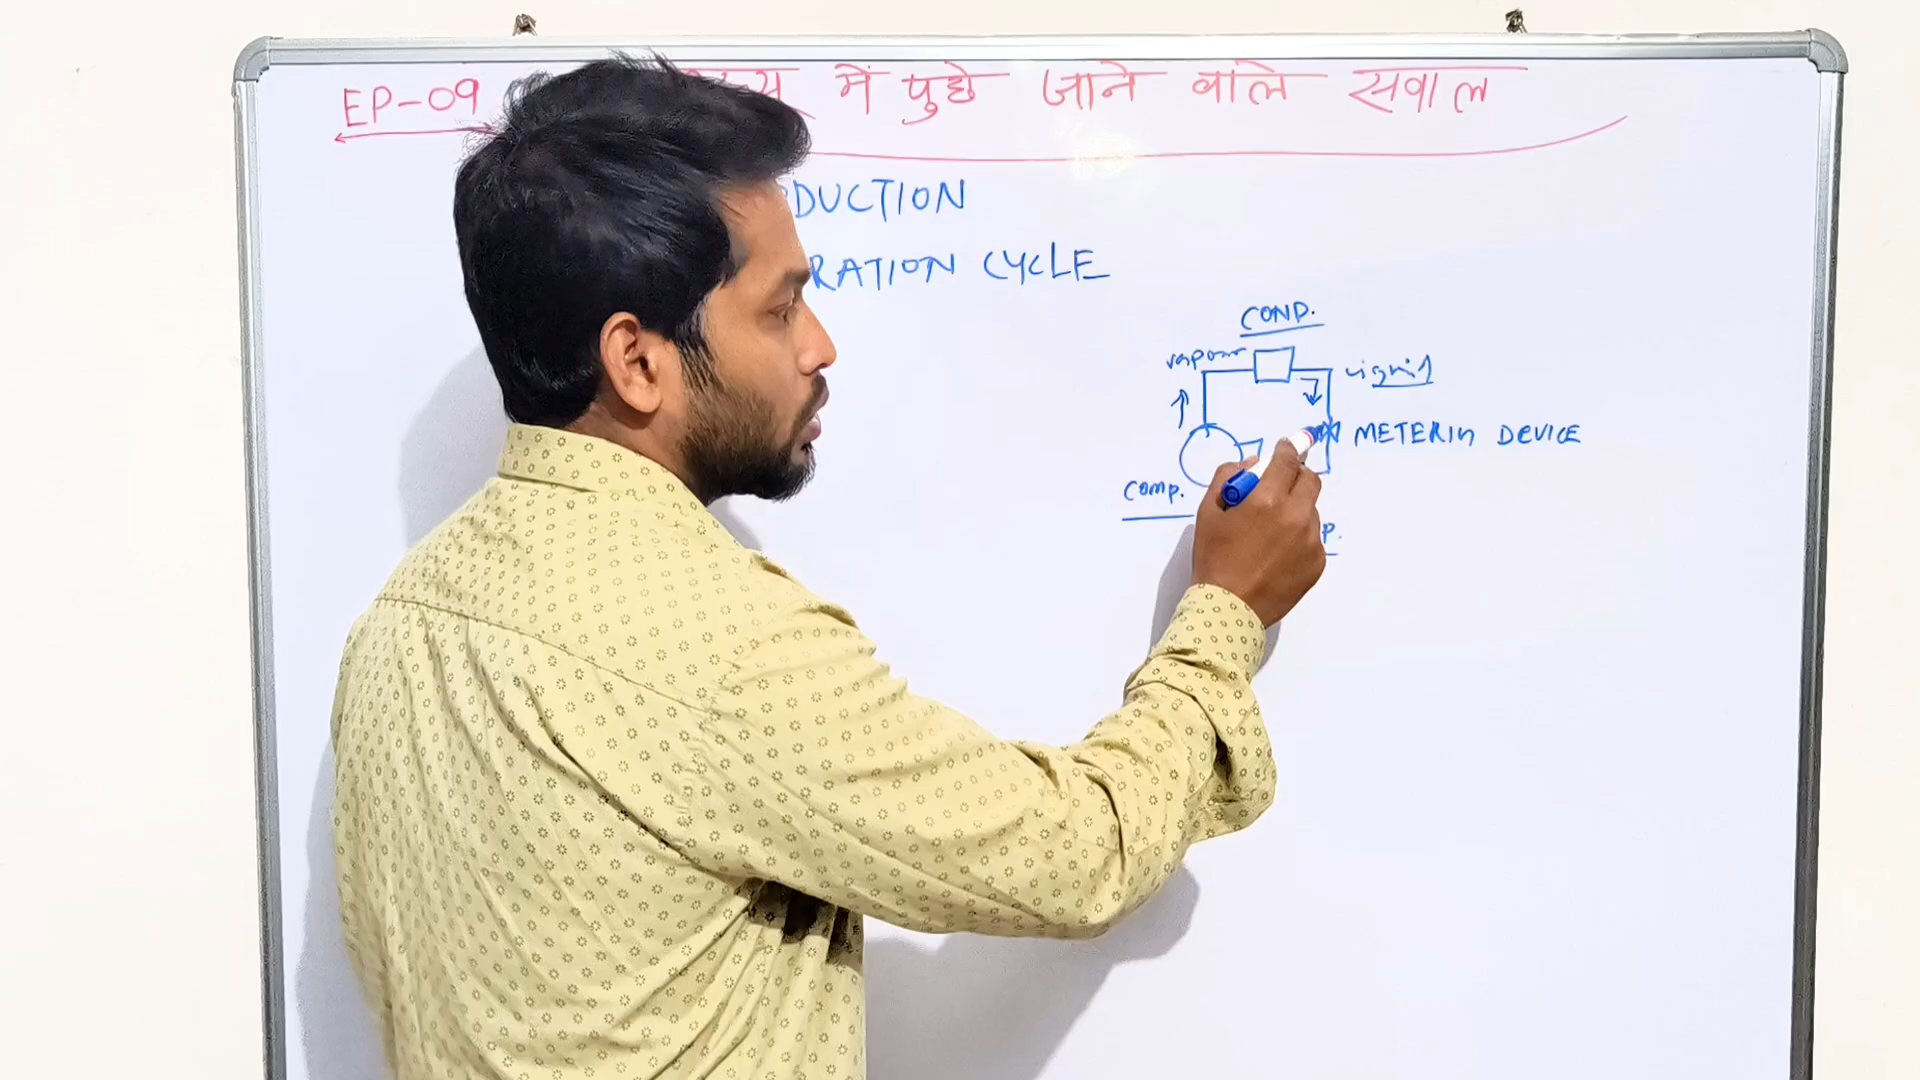 EP-09 में पुछे जाने वाले सवाल
DUCTION
RATION CYCLE
COND.
vapour
liquid
METERIN DEVICE
Comp.
P.